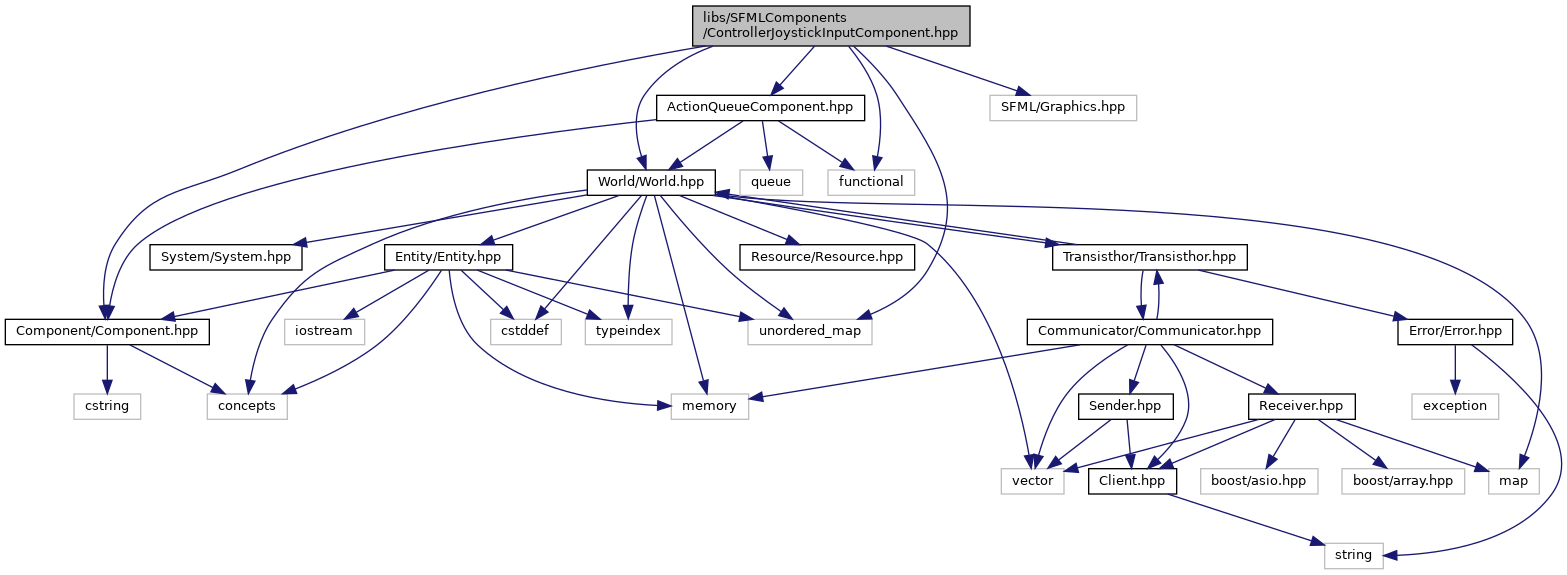 libs/SFMLComponents
/ControllerJoystickInputComponent.hpp
ActionQueueComponent.hpp
SFML/Graphics.hpp
World/World.hpp
queue
functional
System/System.hpp
Entity/Entity.hpp
Resource/Resource.hpp
Transisthor/Transisthor.hpp
Component/Component.hpp
iostream
cstddef
typeindex
unordered_map
Communicator/Communicator.hpp
Error/Error.hpp
cstring
concepts
memory
Sender.hpp
Receiver.hpp
exception
vector
Client.hpp
boost/asio.hpp
boost/array.hpp
map
string